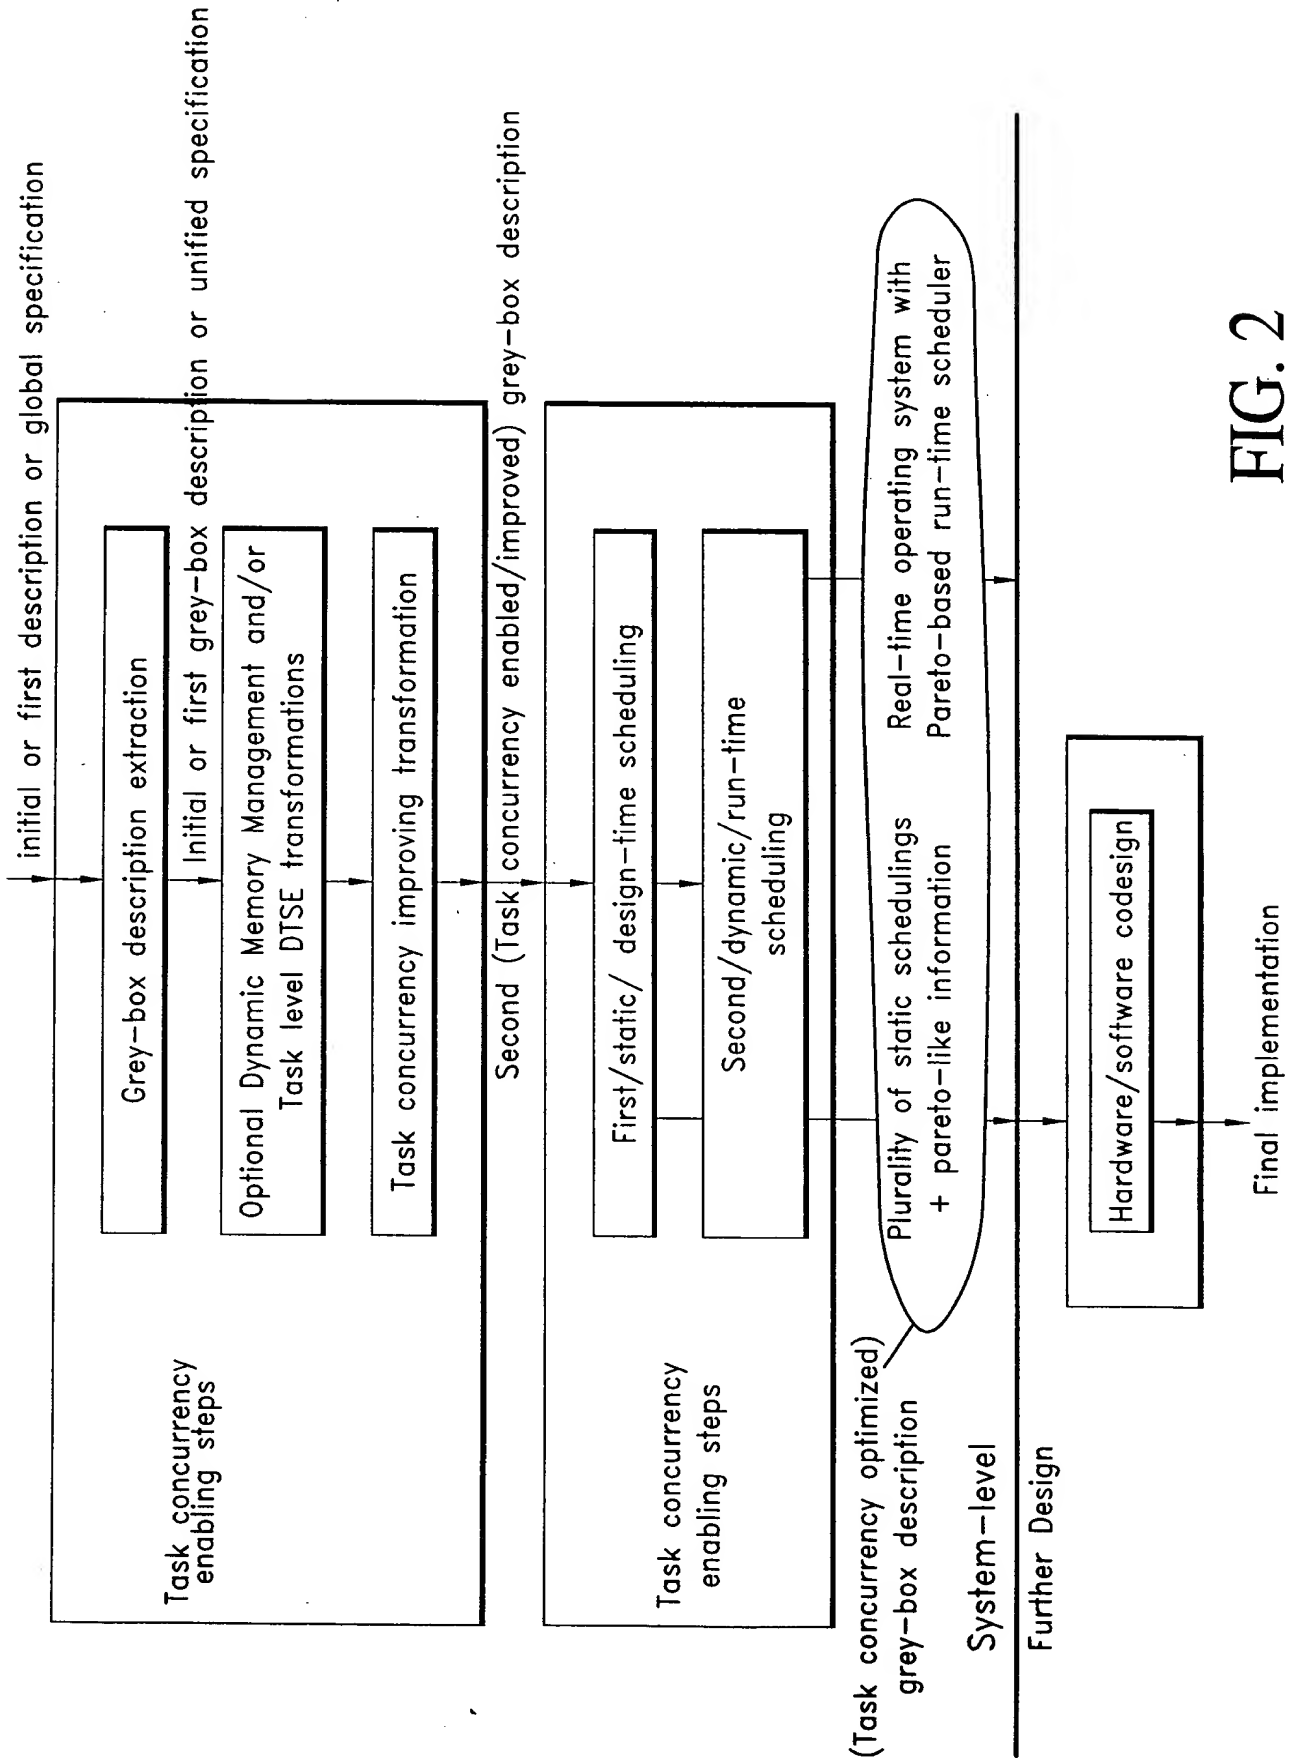 initial or first description or global specification
Grey-box description extraction
Initial or first grey-box description or unified specification
Optional Dynamic Memory Management and/or
Task level DTSE transformations
Task concurrency improving transformation
Task concurrency
enabling steps
Second (Task concurrency enabled/improved) grey-box description
First/static/ design-time scheduling
Second/dynamic/run-time
scheduling
Task concurrency
enabling steps
(Task concurrency optimized)
grey-box description
Plurality of static schedulings
+ pareto-like information
Real-time operating system with
Pareto-based run-time scheduler
System-level
Further Design
Hardware/software codesign
Final implementation
FIG. 2